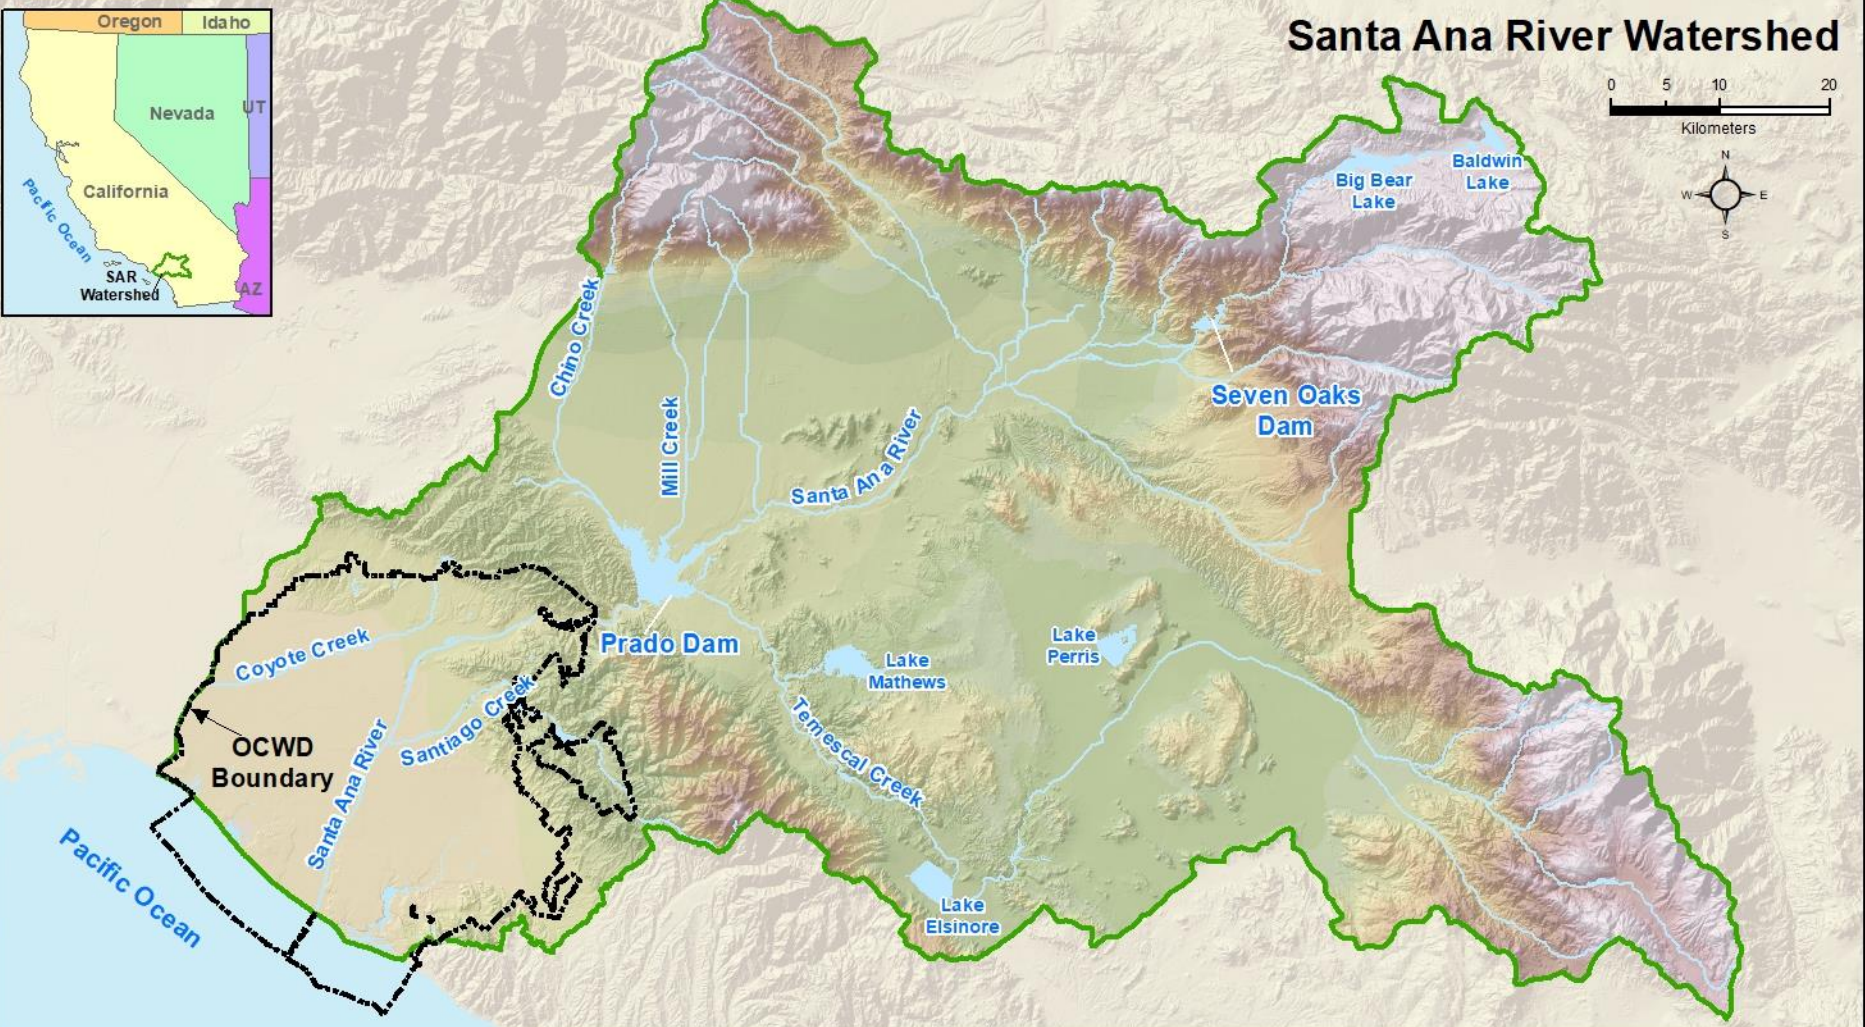 Oregon
Idaho
Nevada
UT
California
Pacific Ocean
SAR
Watershed
AZ
Santa Ana River Watershed
0 5 10 20
Kilometers
N
W E
S
Baldwin
Lake
Big Bear
Lake
Chino Creek
Mill Creek
Santa Ana River
Seven Oaks
Dam
Prado Dam
Coyote Creek
Lake
Perris
Lake
Mathews
Santiago Creek
Temescal Creek
OCWD
Boundary
Santa Ana River
Pacific Ocean
Lake
Elsinore